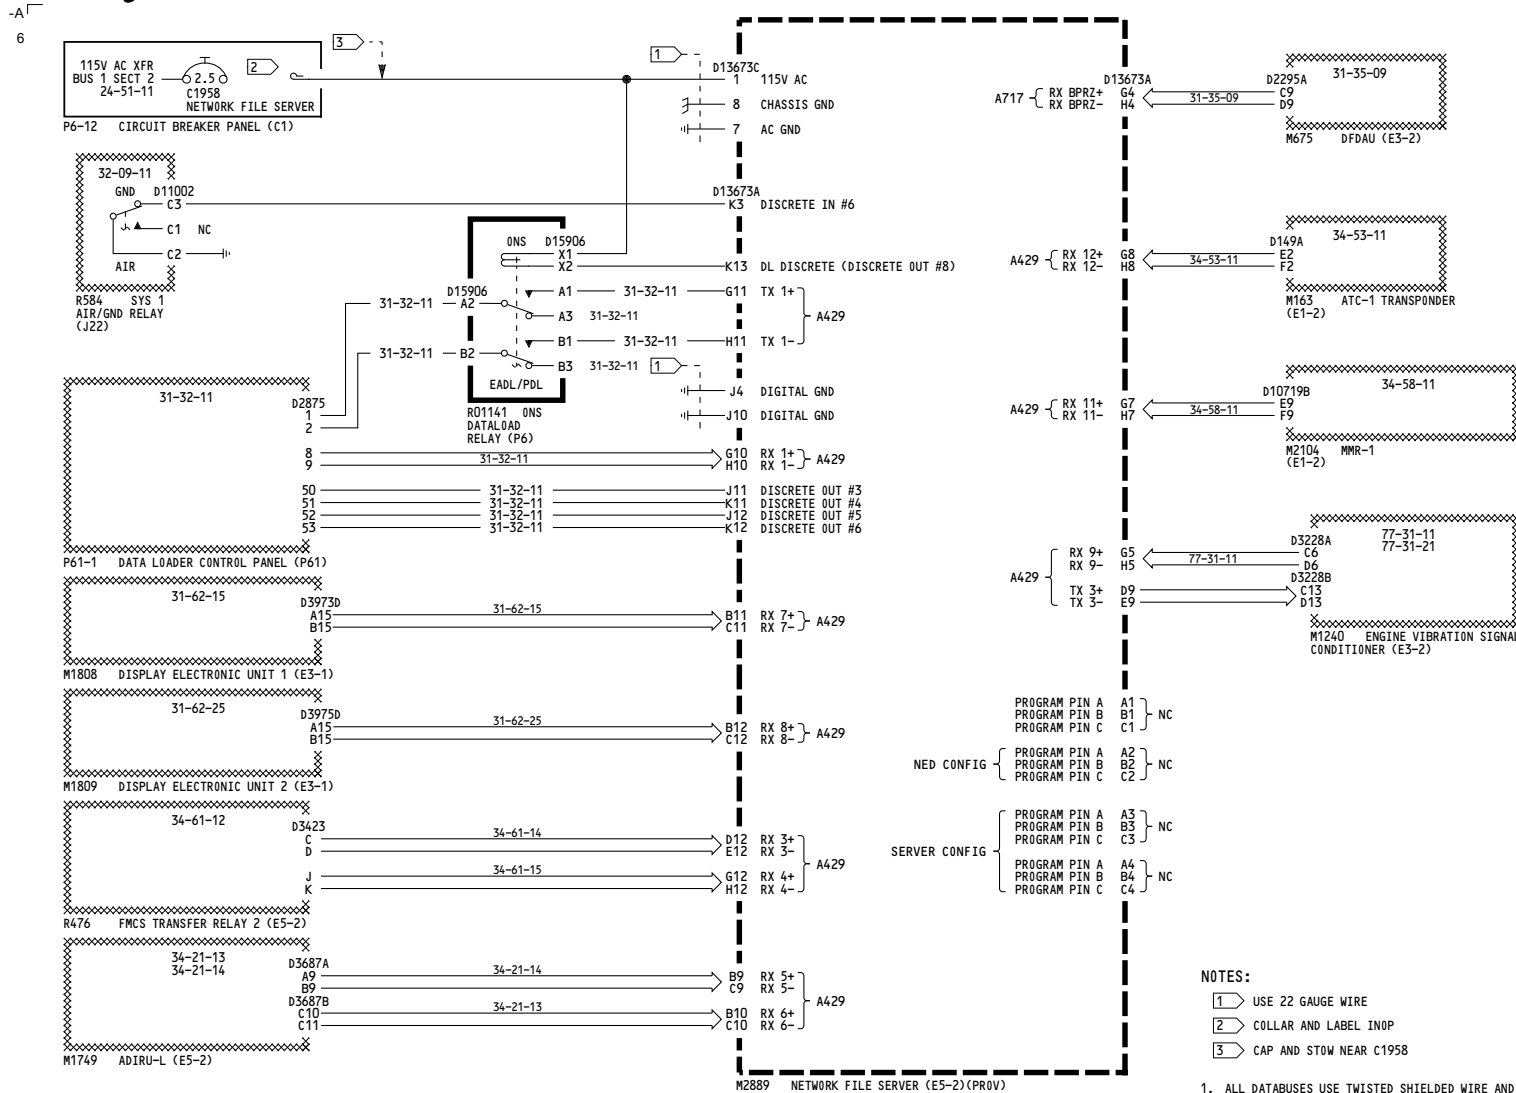 -A
6
115V AC XFR
BUS 1 SECT 2
24-51-11
2.5
C1958
NETWORK FILE SERVER
2
3
P6-12 CIRCUIT BREAKER PANEL (C1)
1
D13673C
1 115V AC
8 CHASSIS GND
7 AC GND
32-09-11
GND D11002
C3
C1 NC
C2
AIR
R584 SYS 1
AIR/GND RELAY
(J22)
D13673A
K3 DISCRETE IN #6
ONS D15906
X1
X2
K13 DL DISCRETE (DISCRETE OUT #8)
D15906
31-32-11 A2
A1 31-32-11 G11 TX 1+
A3 31-32-11
A429
B1 31-32-11 H11 TX 1-
31-32-11 B2
B3 31-32-11
1
EADL/PDL
J4 DIGITAL GND
J10 DIGITAL GND
R01141 ONS
DATALOAD
RELAY (P6)
31-32-11
D2875
1
2
8 31-32-11 G10 RX 1+
9 H10 RX 1-
A429
50 31-32-11 J11 DISCRETE OUT #3
51 31-32-11 K11 DISCRETE OUT #4
52 31-32-11 J12 DISCRETE OUT #5
53 31-32-11 K12 DISCRETE OUT #6
P61-1 DATA LOADER CONTROL PANEL (P61)
31-62-15
D3973D
A15 31-62-15 B11 RX 7+
B15 C11 RX 7-
A429
M1808 DISPLAY ELECTRONIC UNIT 1 (E3-1)
31-62-25
D3975D
A15 31-62-25 B12 RX 8+
B15 C12 RX 8-
A429
M1809 DISPLAY ELECTRONIC UNIT 2 (E3-1)
34-61-12
D3423
C 34-61-14 D12 RX 3+
D E12 RX 3-
A429
J 34-61-15 G12 RX 4+
K H12 RX 4-
R476 FMCS TRANSFER RELAY 2 (E5-2)
34-21-13
34-21-14
D3687A
A9 34-21-14 B9 RX 5+
B9 C9 RX 5-
A429
D3687B
C10 34-21-13 B10 RX 6+
C11 C10 RX 6-
M1749 ADIRU-L (E5-2)
M2889 NETWORK FILE SERVER (E5-2)(PROV)
D13673A
A717 RX BPRZ+ G4
RX BPRZ- H4
31-35-09
D2295A
C9
D9
31-35-09
M675 DFDAU (E3-2)
A429 RX 12+ G8
RX 12- H8
34-53-11
D149A
E2
F2
34-53-11
M163 ATC-1 TRANSPONDER
(E1-2)
A429 RX 11+ G7
RX 11- H7
34-58-11
D10719B
E9
F9
34-58-11
M2104 MMR-1
(E1-2)
A429
RX 9+ G5
RX 9- H5
TX 3+ D9
TX 3- E9
77-31-11
D3228A
C6
D6
D3228B
C13
D13
77-31-11
77-31-21
M1240 ENGINE VIBRATION SIGNAL
CONDITIONER (E3-2)
PROGRAM PIN A A1
PROGRAM PIN B B1 NC
PROGRAM PIN C C1
NED CONFIG
PROGRAM PIN A A2
PROGRAM PIN B B2 NC
PROGRAM PIN C C2
SERVER CONFIG
PROGRAM PIN A A3
PROGRAM PIN B B3 NC
PROGRAM PIN C C3
PROGRAM PIN A A4
PROGRAM PIN B B4 NC
PROGRAM PIN C C4
NOTES:
1 USE 22 GAUGE WIRE
2 COLLAR AND LABEL INOP
3 CAP AND STOW NEAR C1958
1. ALL DATABUSES USE TWISTED SHIELDED WIRE AND